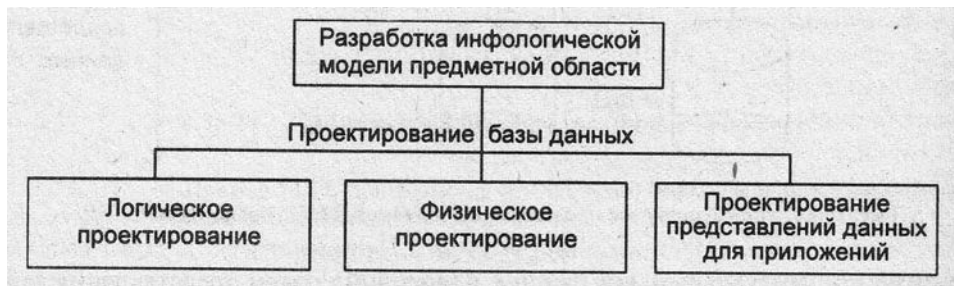 Разработка инфологической
модели предметной области
Проектирование базы данных
Логическое
проектирование
Физическое
проектирование
Проектирование
представлений данных
для приложений